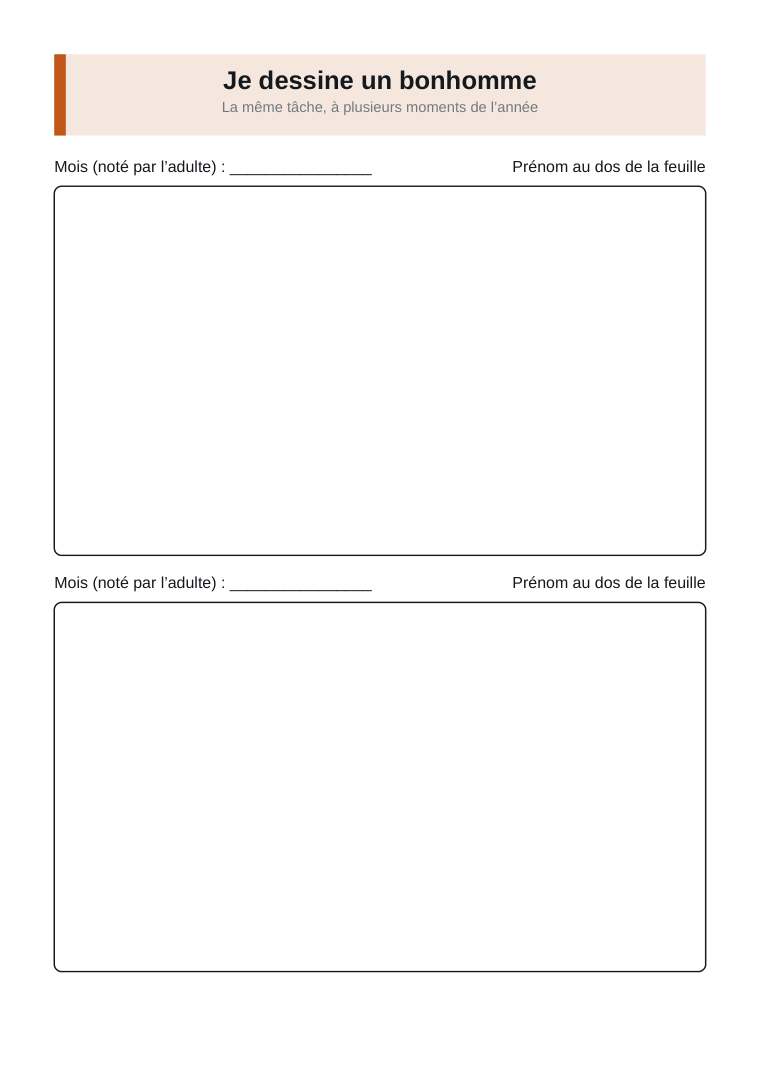 Je dessine un bonhomme
La même tâche, à plusieurs moments de l’année
Mois (noté par l’adulte) : ________________ Prénom au dos de la feuille
Mois (noté par l’adulte) : ________________ Prénom au dos de la feuille